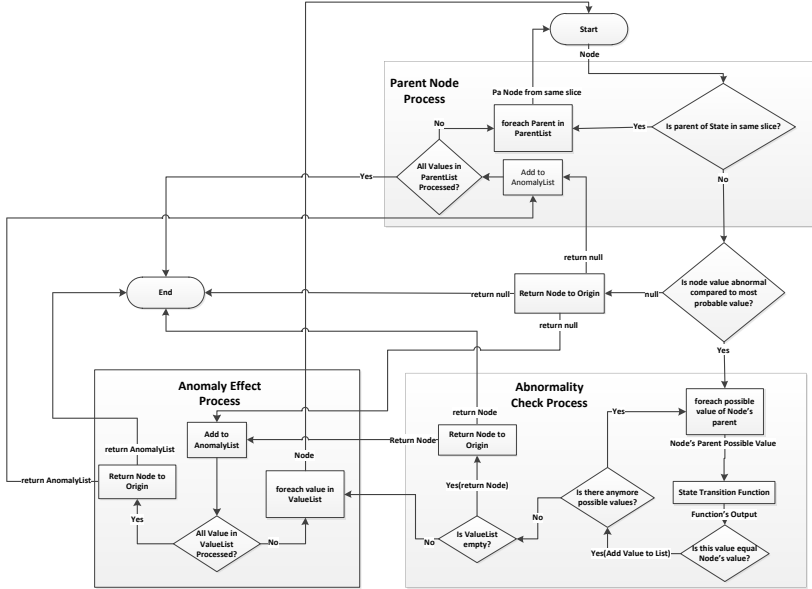 Start
Node
Parent Node
Process
Pa Node from same slice
foreach Parent in
ParentList
No
Yes
Is parent of State in same slice?
All Values in
ParentList
Processed?
Add to
AnomalyList
Yes
No
return null
End
return null
Return Node to Origin
null
Is node value abnormal
compared to most
probable value?
return null
Yes
Anomaly Effect
Process
Abnormality
Check Process
foreach possible
value of Node's
parent
Yes
return Node
Add to
AnomalyList
Return Node
Return Node to
Origin
Node's Parent Possible Value
return AnomalyList
Node
return AnomalyList
Return Node to
Origin
foreach value in
ValueList
Yes(return Node)
Is there anymore
possible values?
State Transition Function
Function's Output
Yes
No
All Value in
ValueList
Processed?
No
No
Is ValueList
empty?
Yes(Add Value to List)
Is this value equal
Node's value?